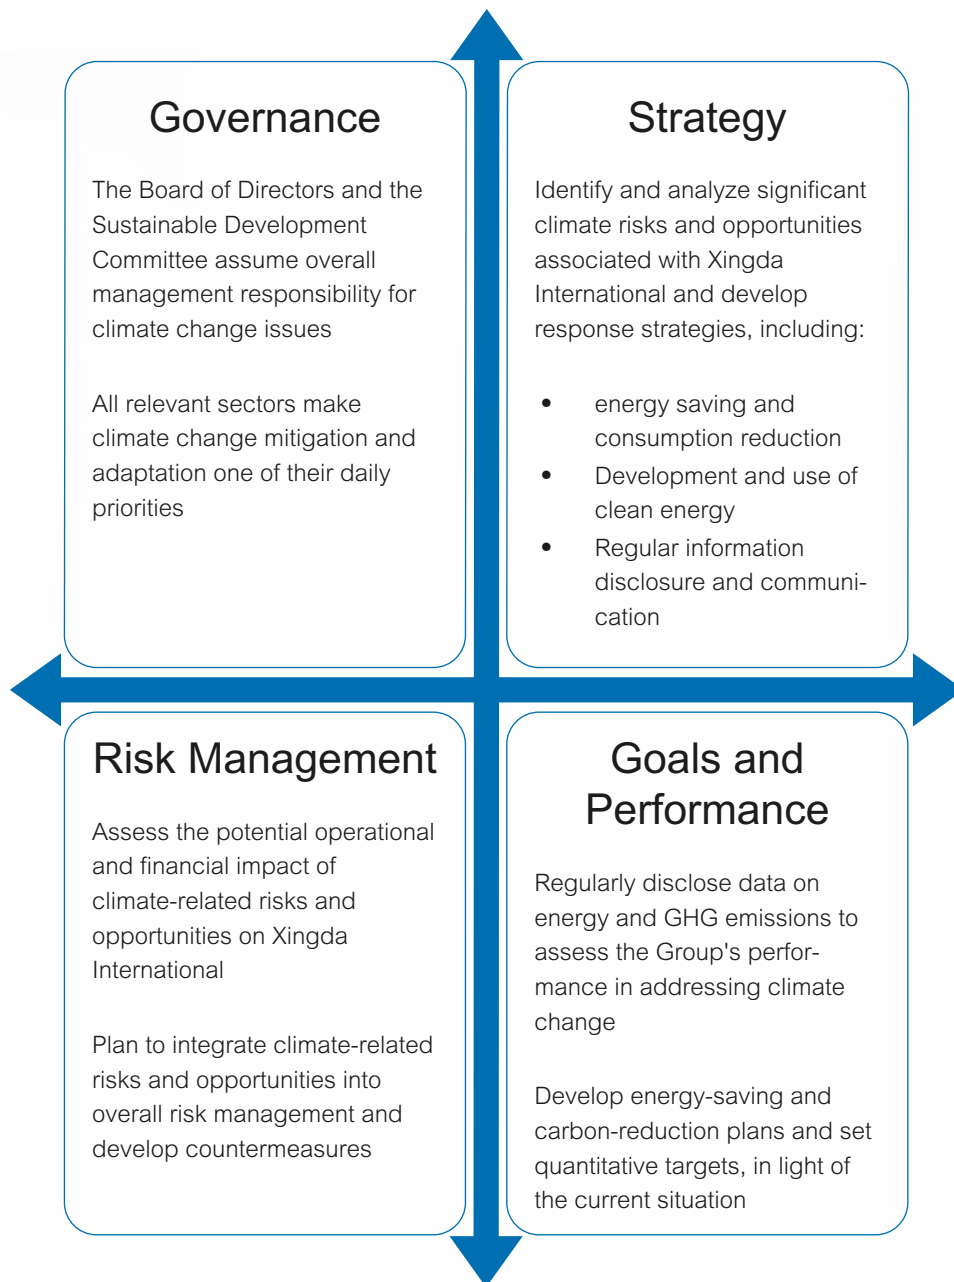 Governance
The Board of Directors and the
Sustainable Development
Committee assume overall
management responsibility for
climate change issues
All relevant sectors make
climate change mitigation and
adaptation one of their daily
priorities
Strategy
Identify and analyze significant
climate risks and opportunities
associated with Xingda
International and develop
response strategies, including:
• energy saving and
consumption reduction
• Development and use of
clean energy
• Regular information
disclosure and communi-
cation
Risk Management
Assess the potential operational
and financial impact of
climate-related risks and
opportunities on Xingda
International
Plan to integrate climate-related
risks and opportunities into
overall risk management and
develop countermeasures
Goals and
Performance
Regularly disclose data on
energy and GHG emissions to
assess the Group's perfor-
mance in addressing climate
change
Develop energy-saving and
carbon-reduction plans and set
quantitative targets, in light of
the current situation